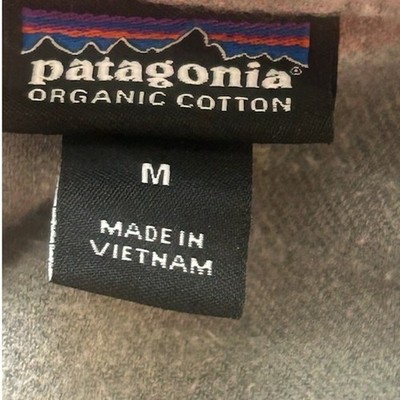 patagonia®
ORGANIC COTTON
M
MADE IN
VIETNAM